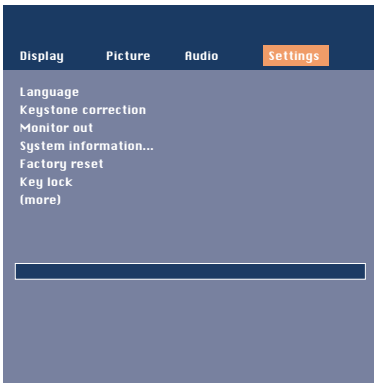 Display Picture Audio Settings
Language
Keystone correction
Monitor out
System information...
Factory reset
Key lock
(more)